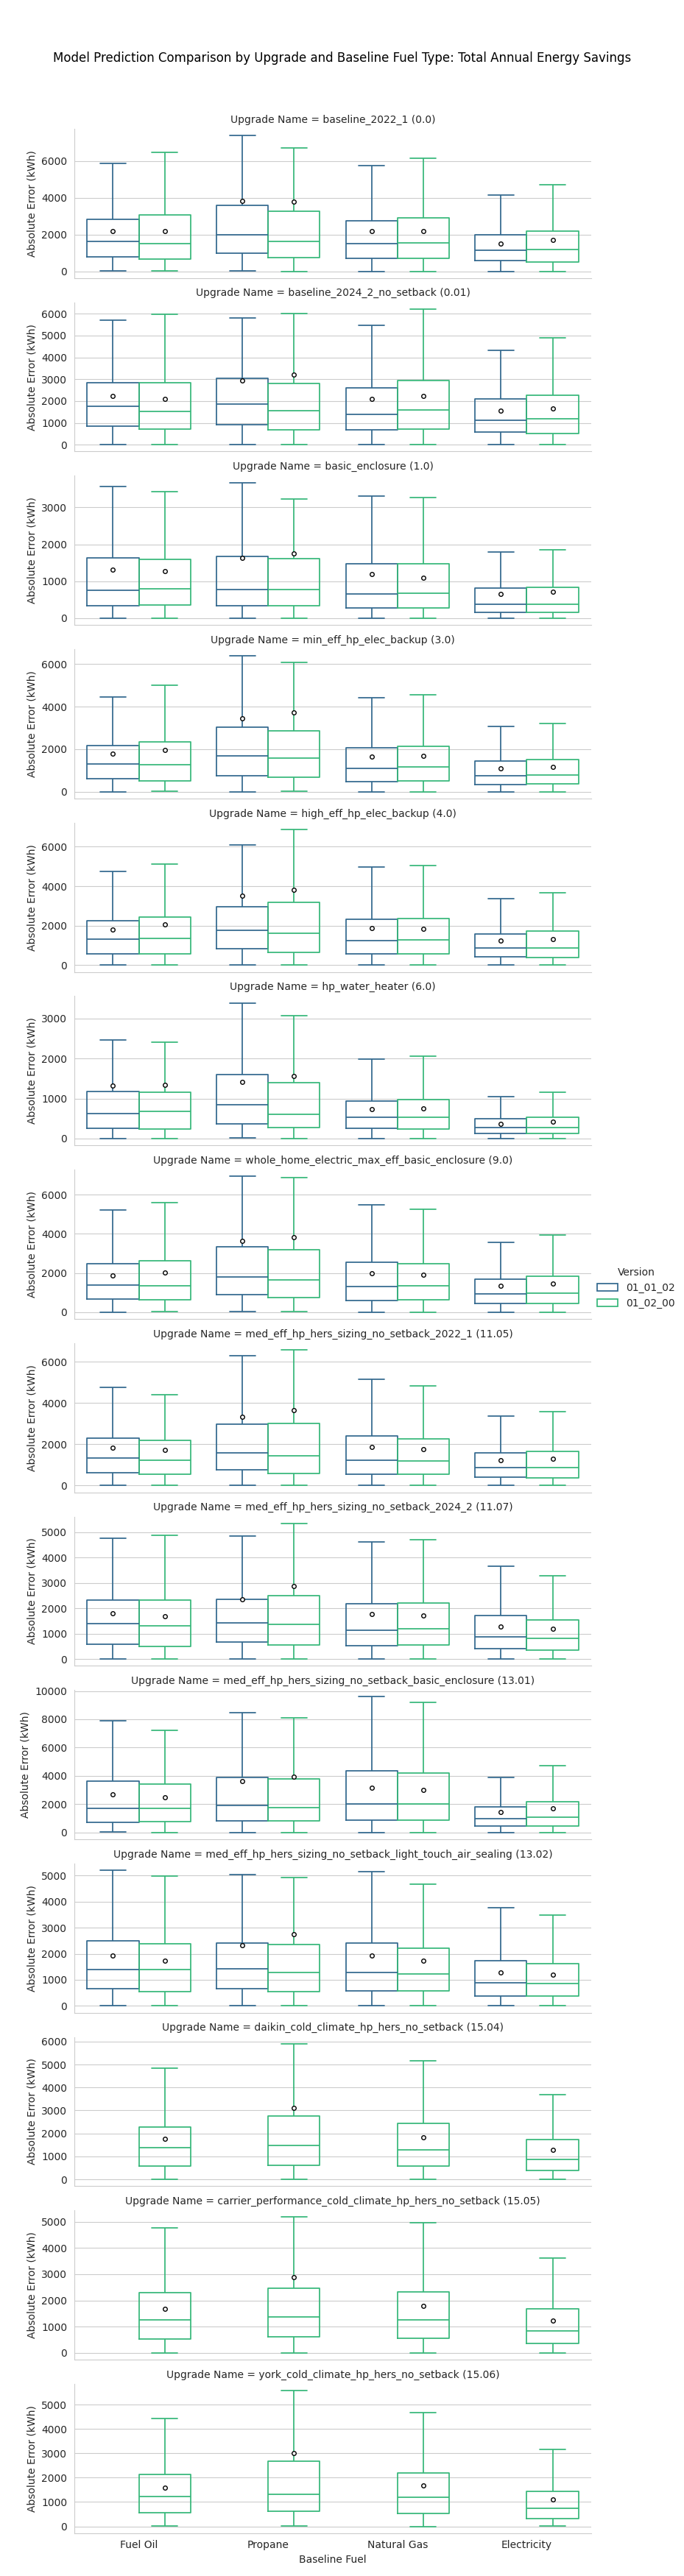 Model Prediction Comparison by Upgrade and Baseline Fuel Type: Total Annual Energy Savings
Upgrade Name = baseline_2022_1 (0.0)
Absolute Error (kWh)
6000
4000
2000
0
Upgrade Name = baseline_2024_2_no_setback (0.01)
Absolute Error (kWh)
6000
5000
4000
3000
2000
1000
0
Upgrade Name = basic_enclosure (1.0)
Absolute Error (kWh)
3000
2000
1000
0
Upgrade Name = min_eff_hp_elec_backup (3.0)
Absolute Error (kWh)
6000
4000
2000
0
Upgrade Name = high_eff_hp_elec_backup (4.0)
Absolute Error (kWh)
6000
4000
2000
0
Upgrade Name = hp_water_heater (6.0)
Absolute Error (kWh)
3000
2000
1000
0
Upgrade Name = whole_home_electric_max_eff_basic_enclosure (9.0)
Absolute Error (kWh)
6000
4000
2000
0
Version
01_01_02
01_02_00
Upgrade Name = med_eff_hp_hers_sizing_no_setback_2022_1 (11.05)
Absolute Error (kWh)
6000
4000
2000
0
Upgrade Name = med_eff_hp_hers_sizing_no_setback_2024_2 (11.07)
Absolute Error (kWh)
5000
4000
3000
2000
1000
0
Upgrade Name = med_eff_hp_hers_sizing_no_setback_basic_enclosure (13.01)
Absolute Error (kWh)
10000
8000
6000
4000
2000
0
Upgrade Name = med_eff_hp_hers_sizing_no_setback_light_touch_air_sealing (13.02)
Absolute Error (kWh)
5000
4000
3000
2000
1000
0
Upgrade Name = daikin_cold_climate_hp_hers_no_setback (15.04)
Absolute Error (kWh)
6000
5000
4000
3000
2000
1000
0
Upgrade Name = carrier_performance_cold_climate_hp_hers_no_setback (15.05)
Absolute Error (kWh)
5000
4000
3000
2000
1000
0
Upgrade Name = york_cold_climate_hp_hers_no_setback (15.06)
Absolute Error (kWh)
5000
4000
3000
2000
1000
0
Fuel Oil Propane Natural Gas Electricity
Baseline Fuel